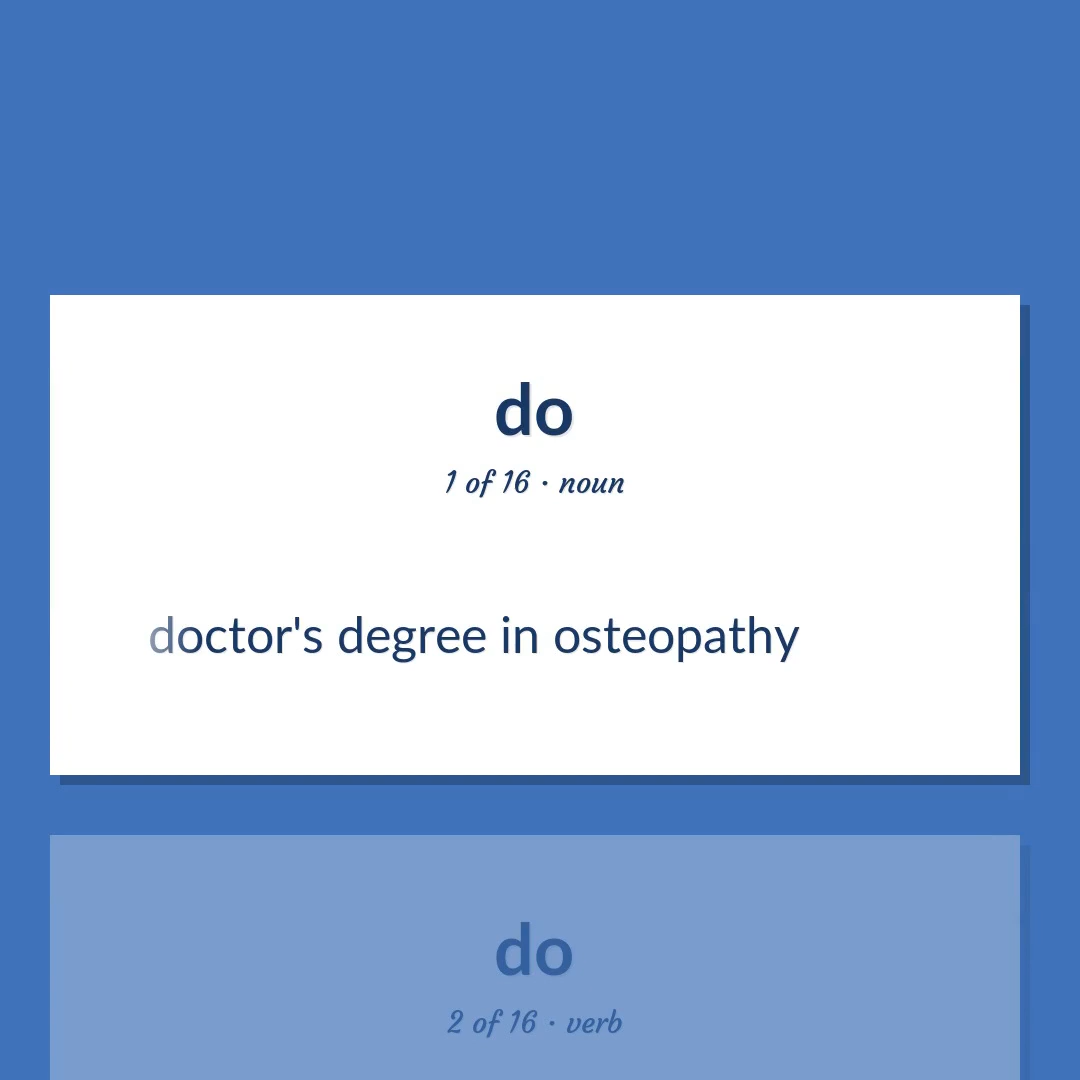 do
1 of 16 · noun
doctor's degree in osteopathy
do
2 of 16 · verb